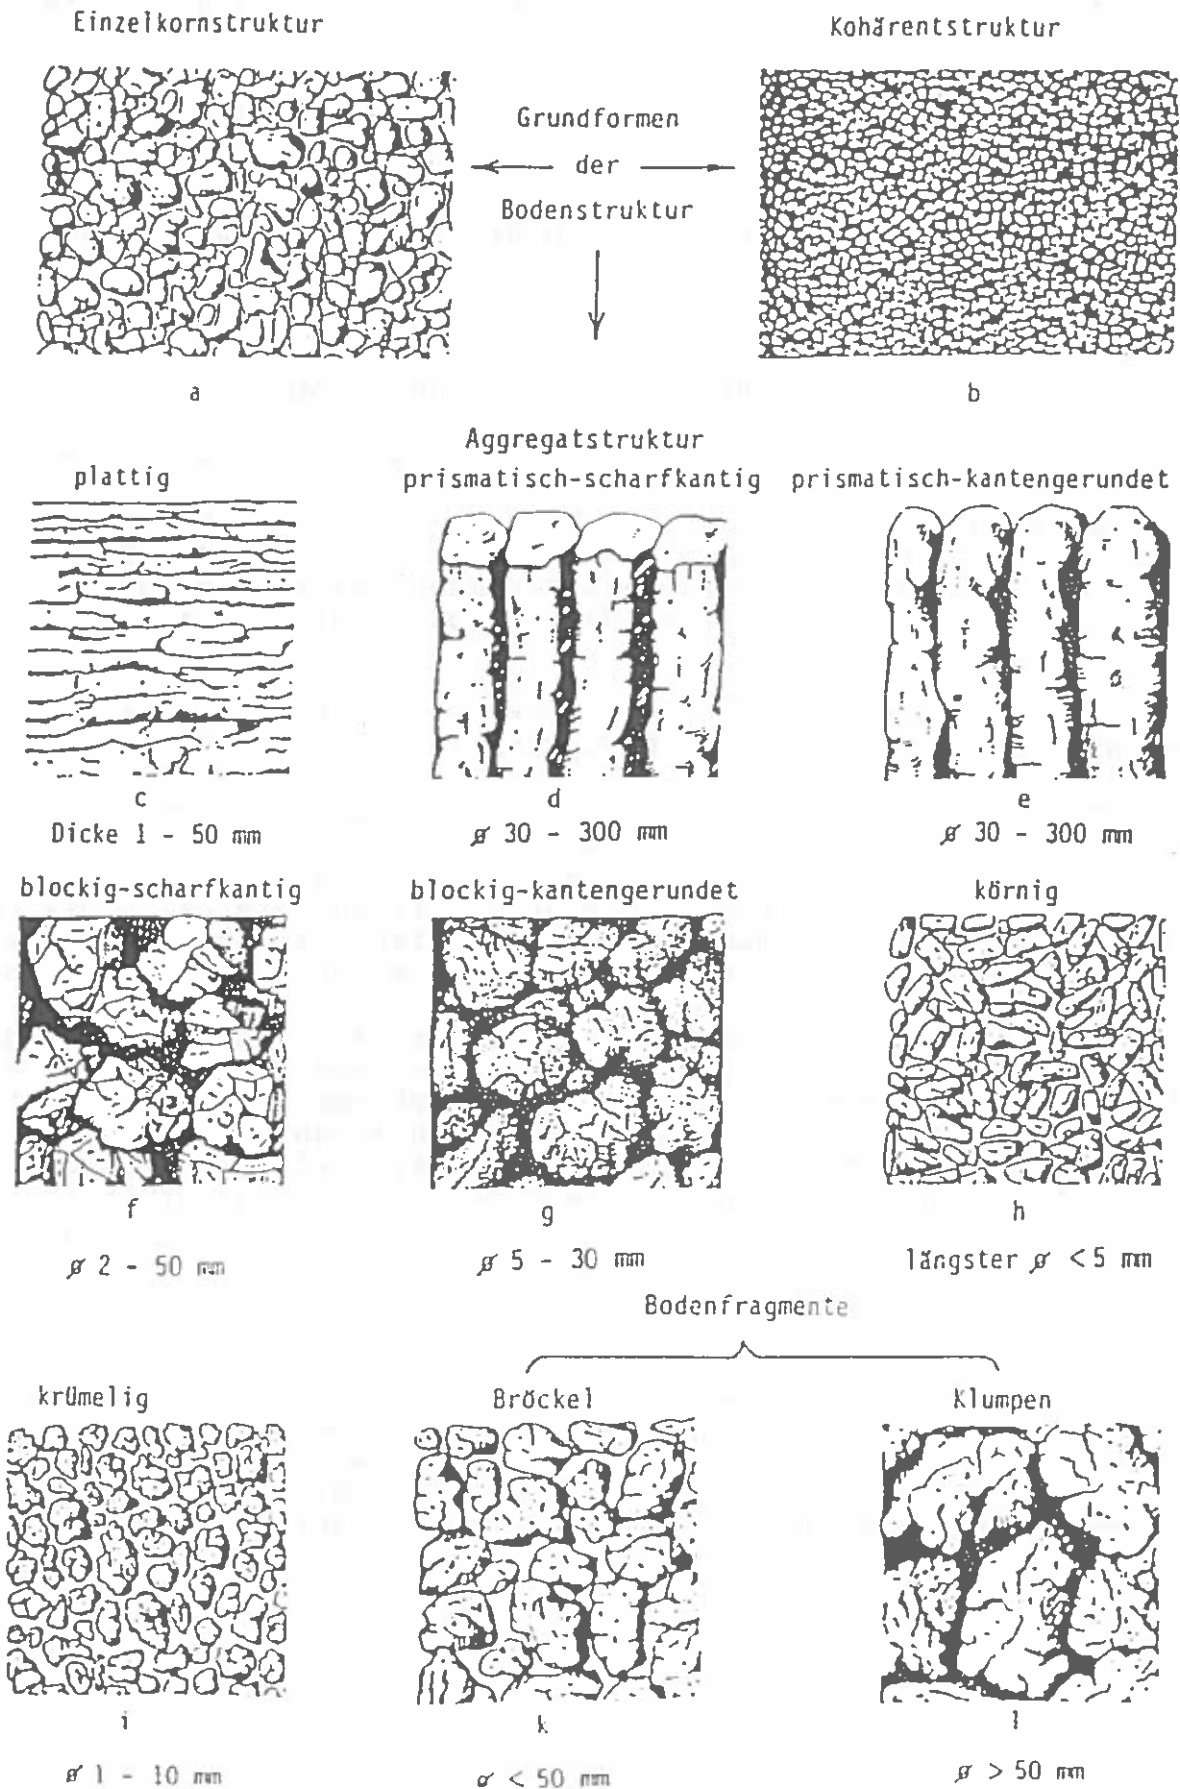 Einzelkornstruktur
Kohärentstruktur
Grundformen
der
Bodenstruktur
a
b
Aggregatstruktur
plattig
prismatisch-scharfkantig
prismatisch-kantengerundet
c
d
e
Dicke 1 - 50 mm
ø 30 - 300 mm
ø 30 - 300 mm
blockig-scharfkantig
blockig-kantengerundet
körnig
f
g
h
ø 2 - 50 mm
ø 5 - 30 mm
längster ø < 5 mm
Bodenfragmente
krümelig
Bröckel
Klumpen
i
k
l
ø 1 - 10 mm
ø < 50 mm
ø > 50 mm